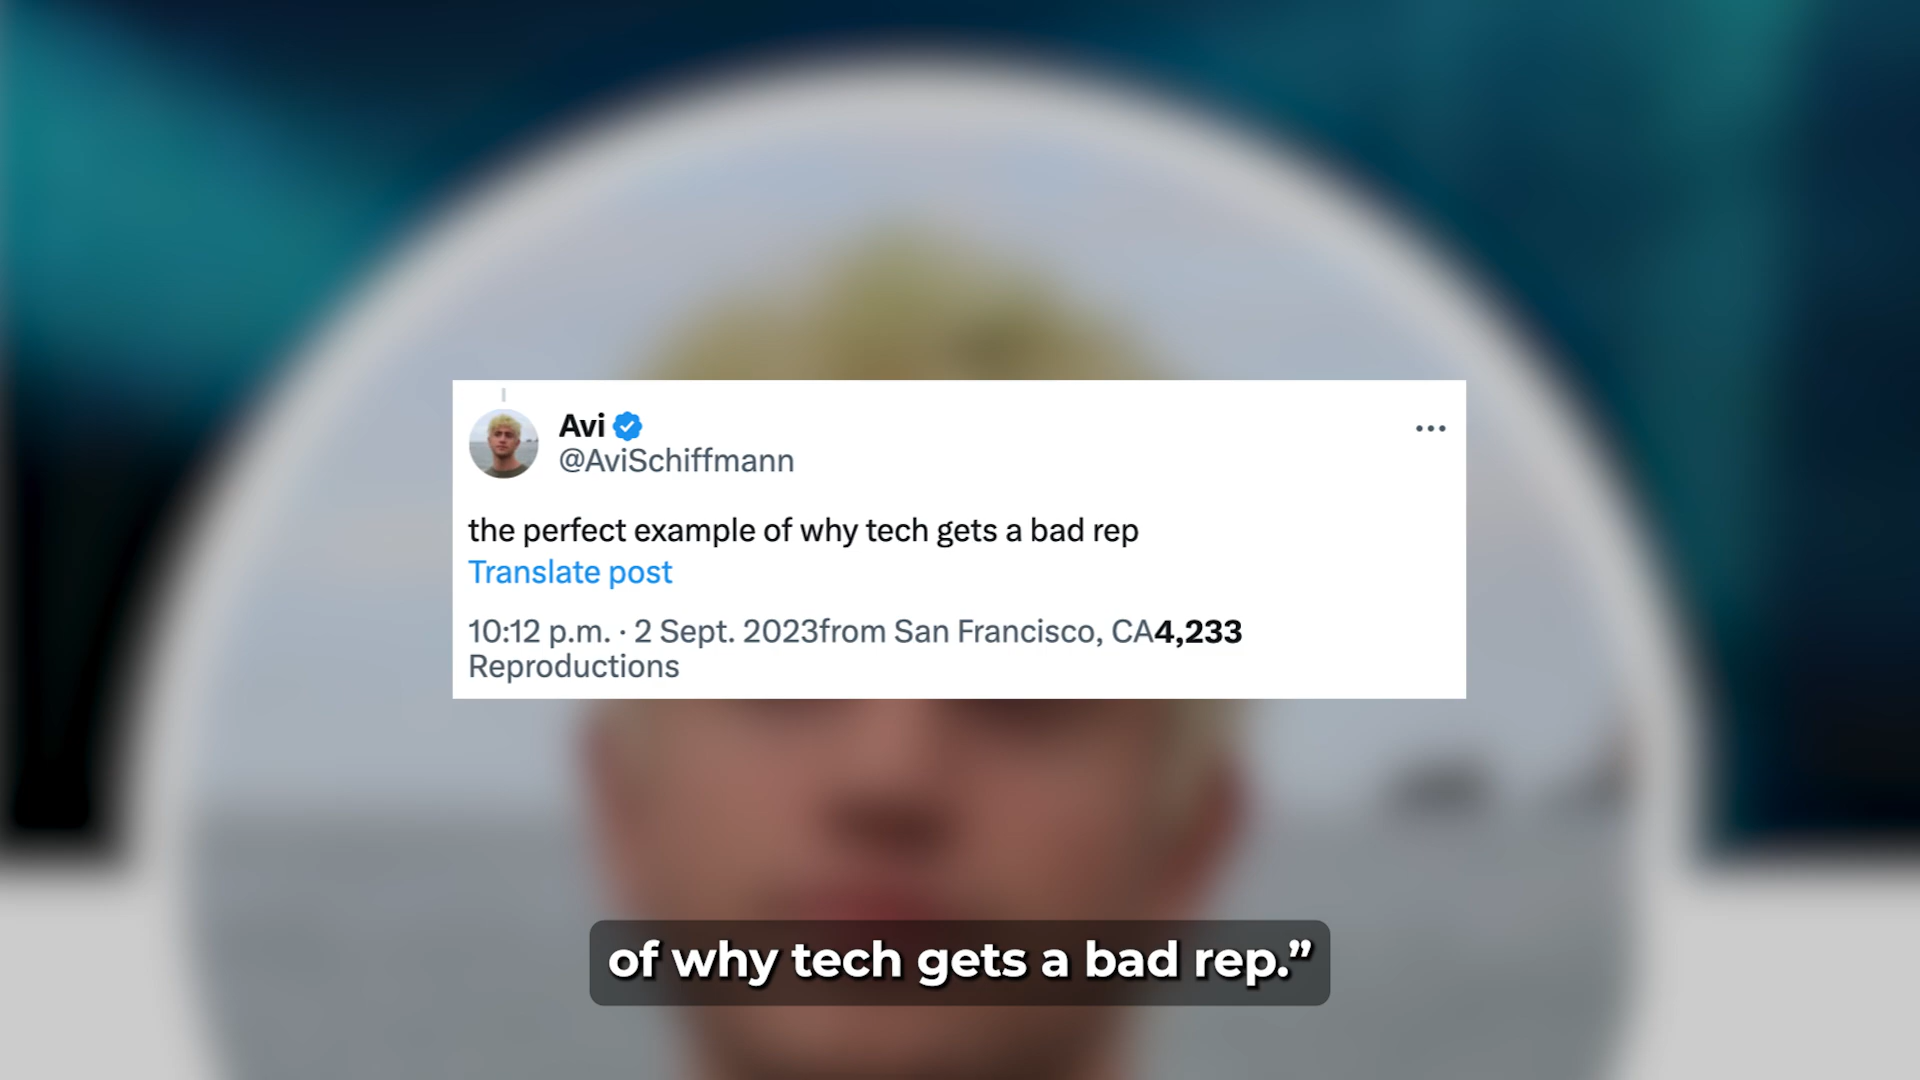 Avi
@AviSchiffmann
the perfect example of why tech gets a bad rep
Translate post
10:12 p.m. · 2 Sept. 2023from San Francisco, CA4,233
Reproductions
of why tech gets a bad rep.”